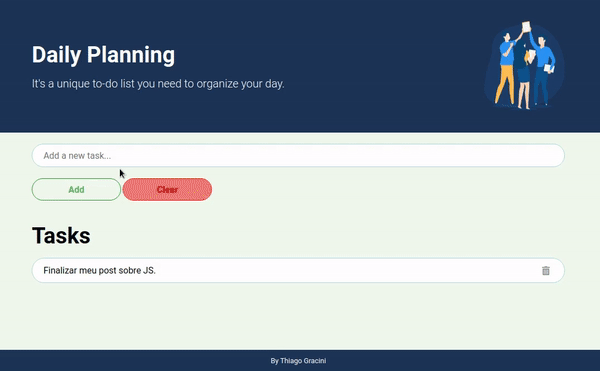 Daily Planning
It's a unique to-do list you need to organize your day.
Add a new task...
Add
Clear
Tasks
Finalizar meu post sobre JS.
By Thiago Gracini